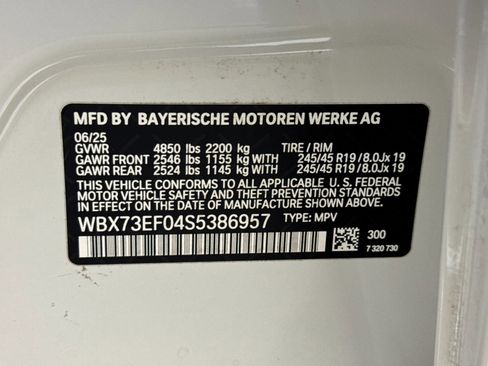 MFD BY BAYERISCHE MOTOREN WERKE AG
06/25
GVWR 4850 lbs 2200 kg TIRE / RIM
GAWR FRONT 2546 lbs 1155 kg WITH 245/45 R19 / 8.0Jx 19
GAWR REAR 2524 lbs 1145 kg WITH 245/45 R19 / 8.0Jx 19
THIS VEHICLE CONFORMS TO ALL APPLICABLE U.S. FEDERAL
MOTOR VEHICLE SAFETY AND THEFT PREVENTION STANDARDS
IN EFFECT ON THE DATE OF MANUFACTURE SHOWN ABOVE.
WBX73EF04S5386957 TYPE: MPV
300
7 320 730